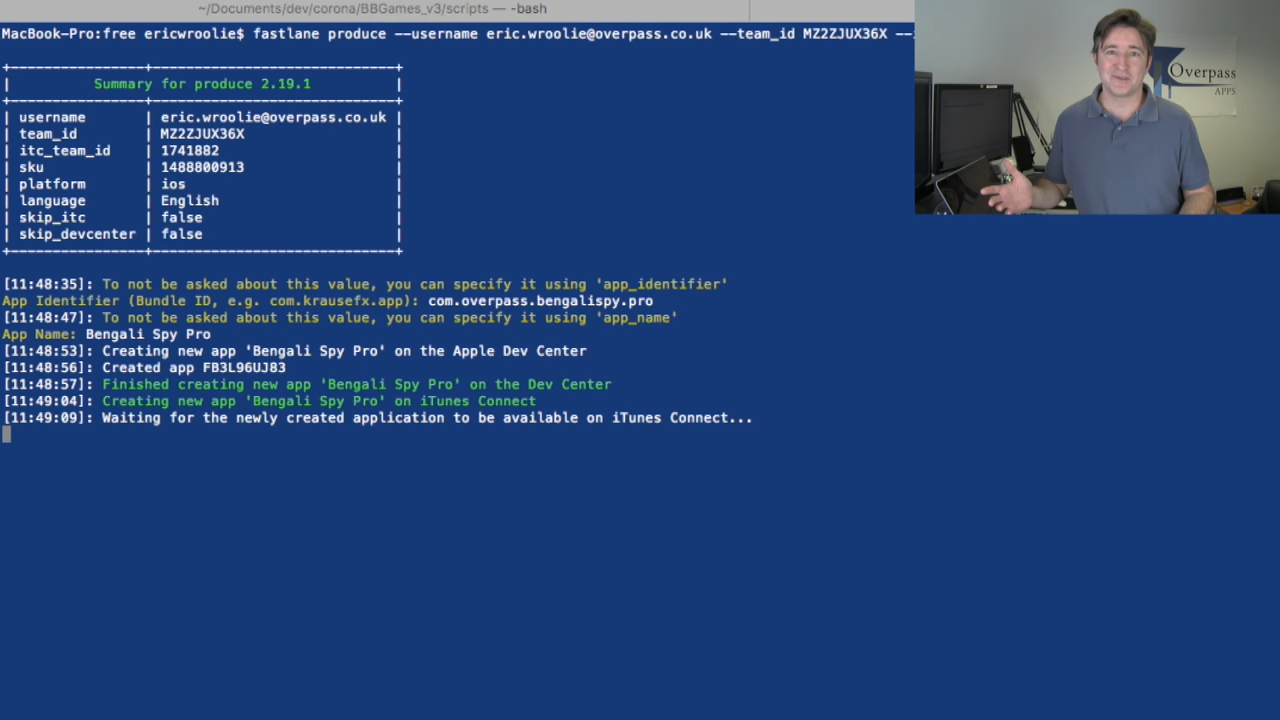 ~/Documents/dev/corona/BBGames_v3/scripts — -bash
MacBook-Pro:free ericwroolie$ fastlane produce --username eric.wroolie@overpass.co.uk --team_id MZ2ZJUX36X --
Summary for produce 2.19.1
username | eric.wroolie@overpass.co.uk
team_id | MZ2ZJUX36X
itc_team_id | 1741882
sku | 1488800913
platform | ios
language | English
skip_itc | false
skip_devcenter | false
[11:48:35]: To not be asked about this value, you can specify it using 'app_identifier'
App Identifier (Bundle ID, e.g. com.krausefx.app): com.overpass.bengalispy.pro
[11:48:47]: To not be asked about this value, you can specify it using 'app_name'
App Name: Bengali Spy Pro
[11:48:53]: Creating new app 'Bengali Spy Pro' on the Apple Dev Center
[11:48:56]: Created app FB3L96UJ83
[11:48:57]: Finished creating new app 'Bengali Spy Pro' on the Dev Center
[11:49:04]: Creating new app 'Bengali Spy Pro' on iTunes Connect
[11:49:09]: Waiting for the newly created application to be available on iTunes Connect...
Overpass
APPS